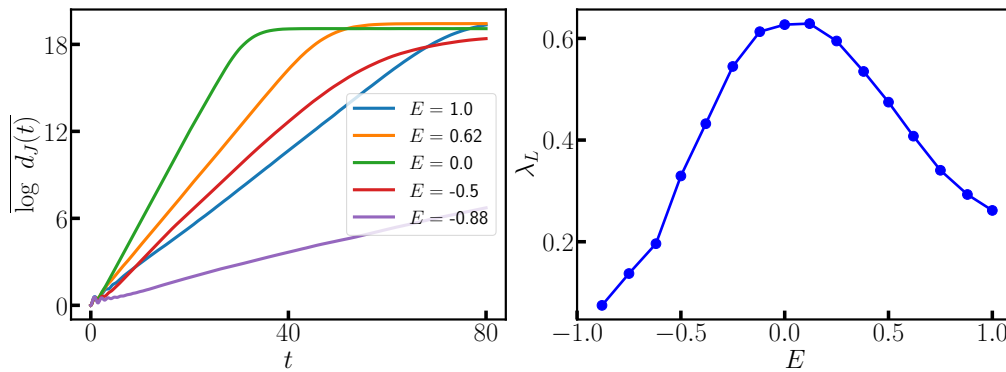 18
12
6
0
0
40
80
t
log d_J(t)
E = 1.0
E = 0.62
E = 0.0
E = -0.5
E = -0.88
0.6
0.4
0.2
λ_L
−1.0
−0.5
0.0
0.5
1.0
E